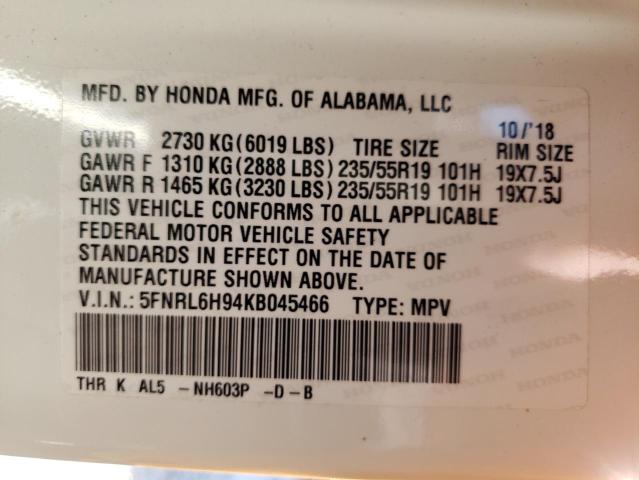 MFD. BY HONDA MFG. OF ALABAMA, LLC
10/'18
GVWR 2730 KG(6019 LBS) TIRE SIZE RIM SIZE
GAWR F 1310 KG(2888 LBS) 235/55R19 101H 19X7.5J
GAWR R 1465 KG(3230 LBS) 235/55R19 101H 19X7.5J
THIS VEHICLE CONFORMS TO ALL APPLICABLE
FEDERAL MOTOR VEHICLE SAFETY
STANDARDS IN EFFECT ON THE DATE OF
MANUFACTURE SHOWN ABOVE.
V.I.N.: 5FNRL6H94KB045466 TYPE: MPV
THR K AL5 -NH603P -D-B